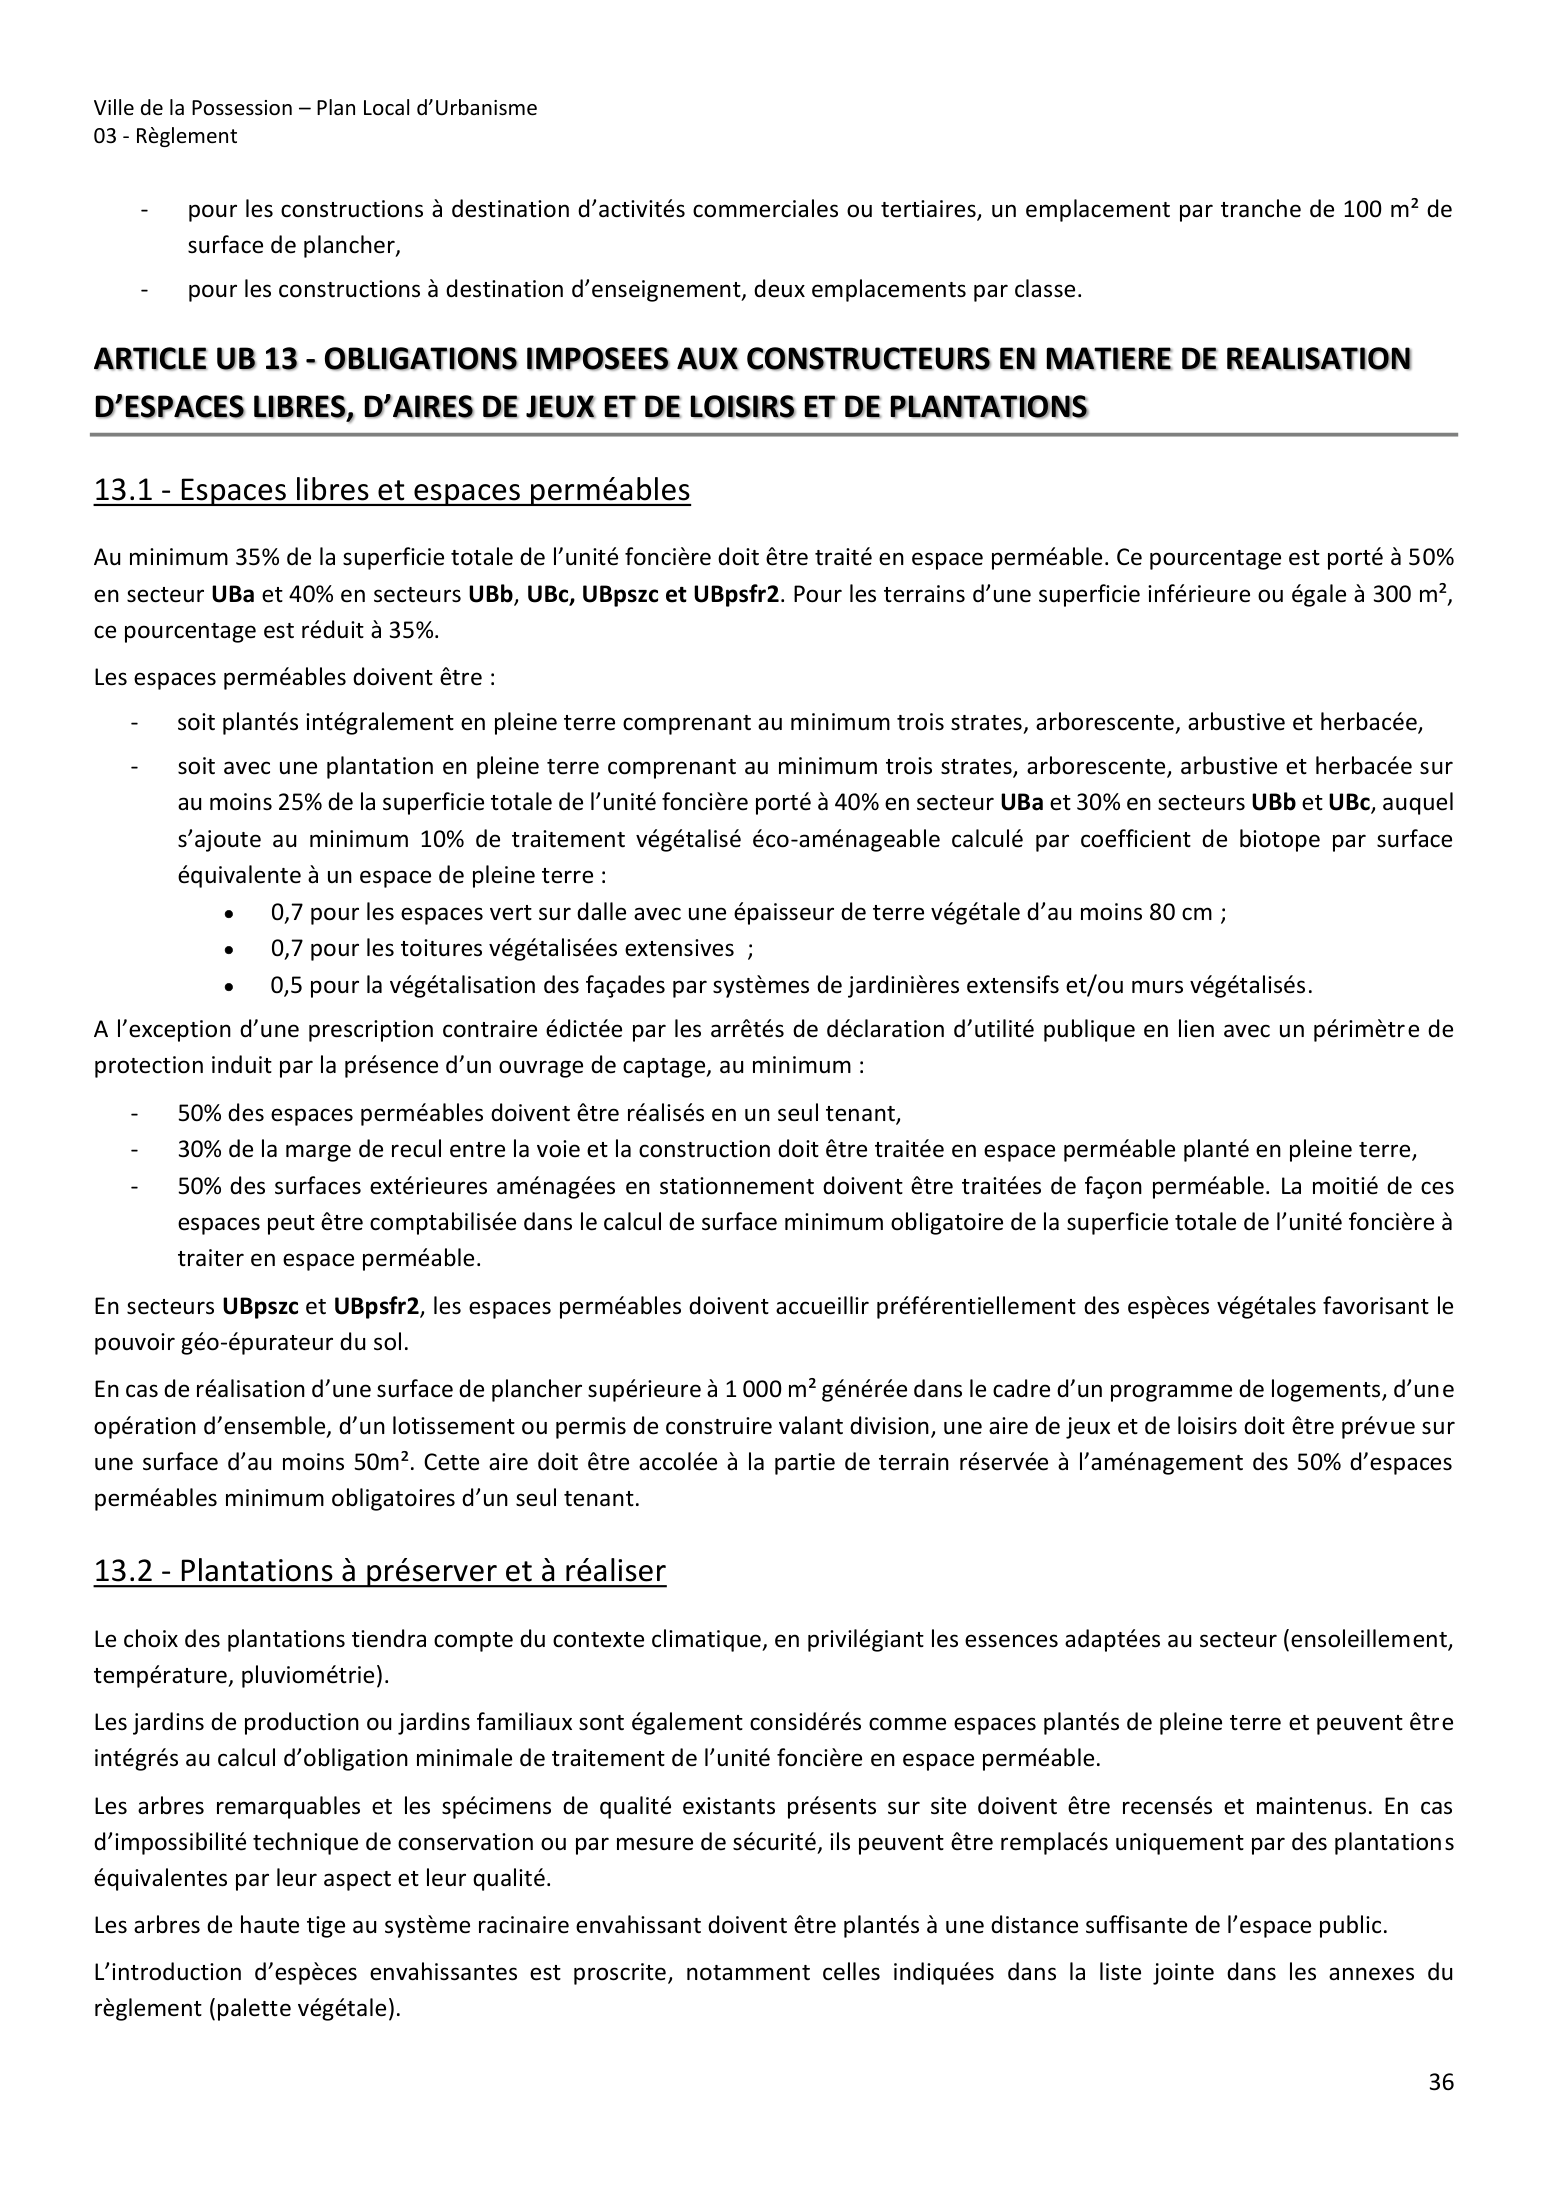 Ville de la Possession – Plan Local d’Urbanisme
03 - Règlement
- pour les constructions à destination d’activités commerciales ou tertiaires, un emplacement par tranche de 100 m² de
surface de plancher,
- pour les constructions à destination d’enseignement, deux emplacements par classe.
ARTICLE UB 13 - OBLIGATIONS IMPOSEES AUX CONSTRUCTEURS EN MATIERE DE REALISATION
D’ESPACES LIBRES, D’AIRES DE JEUX ET DE LOISIRS ET DE PLANTATIONS
13.1 - Espaces libres et espaces perméables
Au minimum 35% de la superficie totale de l’unité foncière doit être traité en espace perméable. Ce pourcentage est porté à 50%
en secteur UBa et 40% en secteurs UBb, UBc, UBpszc et UBpsfr2. Pour les terrains d’une superficie inférieure ou égale à 300 m²,
ce pourcentage est réduit à 35%.
Les espaces perméables doivent être :
- soit plantés intégralement en pleine terre comprenant au minimum trois strates, arborescente, arbustive et herbacée,
- soit avec une plantation en pleine terre comprenant au minimum trois strates, arborescente, arbustive et herbacée sur
au moins 25% de la superficie totale de l’unité foncière porté à 40% en secteur UBa et 30% en secteurs UBb et UBc, auquel
s’ajoute au minimum 10% de traitement végétalisé éco-aménageable calculé par coefficient de biotope par surface
équivalente à un espace de pleine terre :
• 0,7 pour les espaces vert sur dalle avec une épaisseur de terre végétale d’au moins 80 cm ;
• 0,7 pour les toitures végétalisées extensives ;
• 0,5 pour la végétalisation des façades par systèmes de jardinières extensifs et/ou murs végétalisés.
A l’exception d’une prescription contraire édictée par les arrêtés de déclaration d’utilité publique en lien avec un périmètre de
protection induit par la présence d’un ouvrage de captage, au minimum :
- 50% des espaces perméables doivent être réalisés en un seul tenant,
- 30% de la marge de recul entre la voie et la construction doit être traitée en espace perméable planté en pleine terre,
- 50% des surfaces extérieures aménagées en stationnement doivent être traitées de façon perméable. La moitié de ces
espaces peut être comptabilisée dans le calcul de surface minimum obligatoire de la superficie totale de l’unité foncière à
traiter en espace perméable.
En secteurs UBpszc et UBpsfr2, les espaces perméables doivent accueillir préférentiellement des espèces végétales favorisant le
pouvoir géo-épurateur du sol.
En cas de réalisation d’une surface de plancher supérieure à 1 000 m² générée dans le cadre d’un programme de logements, d’une
opération d’ensemble, d’un lotissement ou permis de construire valant division, une aire de jeux et de loisirs doit être prévue sur
une surface d’au moins 50m². Cette aire doit être accolée à la partie de terrain réservée à l’aménagement des 50% d’espaces
perméables minimum obligatoires d’un seul tenant.
13.2 - Plantations à préserver et à réaliser
Le choix des plantations tiendra compte du contexte climatique, en privilégiant les essences adaptées au secteur (ensoleillement,
température, pluviométrie).
Les jardins de production ou jardins familiaux sont également considérés comme espaces plantés de pleine terre et peuvent être
intégrés au calcul d’obligation minimale de traitement de l’unité foncière en espace perméable.
Les arbres remarquables et les spécimens de qualité existants présents sur site doivent être recensés et maintenus. En cas
d’impossibilité technique de conservation ou par mesure de sécurité, ils peuvent être remplacés uniquement par des plantations
équivalentes par leur aspect et leur qualité.
Les arbres de haute tige au système racinaire envahissant doivent être plantés à une distance suffisante de l’espace public.
L’introduction d’espèces envahissantes est proscrite, notamment celles indiquées dans la liste jointe dans les annexes du
règlement (palette végétale).
36